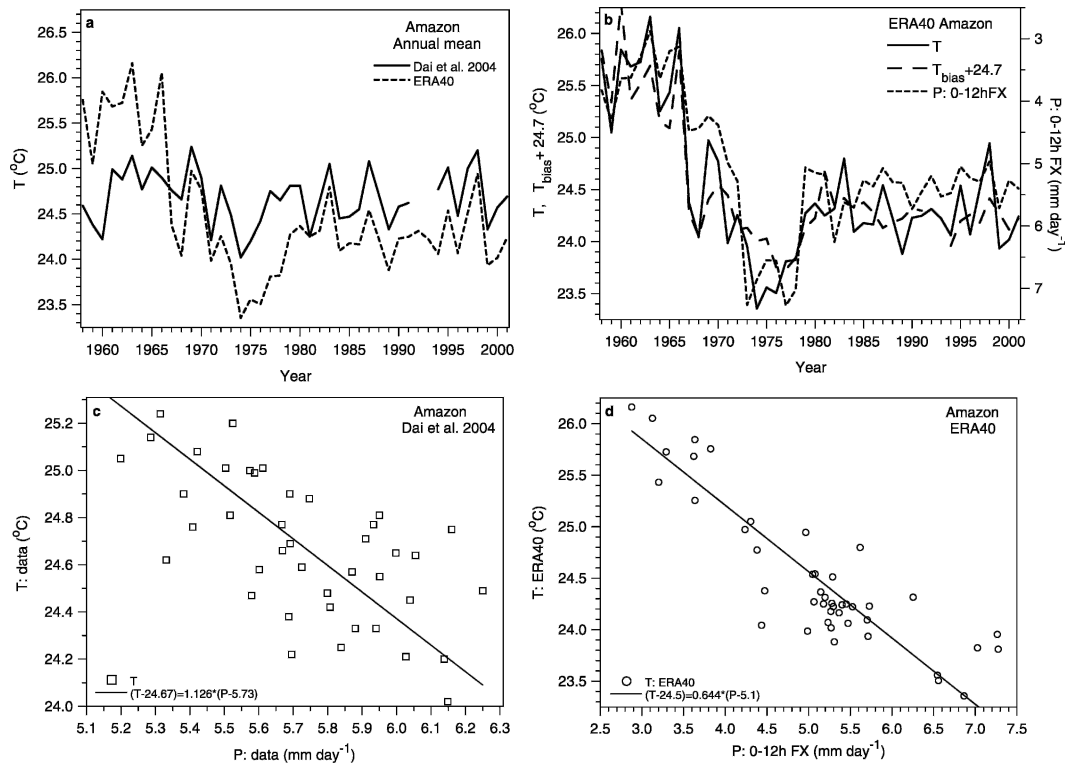 a
Amazon
Annual mean
Dai et al. 2004
ERA40
T (°C)
26.5
26.0
25.5
25.0
24.5
24.0
23.5
1960
1965
1970
1975
1980
1985
1990
1995
2000
Year
b
ERA40 Amazon
T
Tbias+24.7
P: 0-12hFX
T, Tbias+ 24.7 (°C)
26.0
25.5
25.0
24.5
24.0
23.5
3
4
5
6
7
P: 0-12h FX (mm day-1)
1960
1965
1970
1975
1980
1985
1990
1995
2000
Year
c
Amazon
Dai et al. 2004
T: data (°C)
25.2
25.0
24.8
24.6
24.4
24.2
24.0
T
(T-24.67)=1.126*(P-5.73)
5.1
5.2
5.3
5.4
5.5
5.6
5.7
5.8
5.9
6.0
6.1
6.2
6.3
P: data (mm day-1)
d
Amazon
ERA40
T: ERA40 (°C)
26.0
25.5
25.0
24.5
24.0
23.5
T: ERA40
(T-24.5)=0.644*(P-5.1)
2.5
3.0
3.5
4.0
4.5
5.0
5.5
6.0
6.5
7.0
7.5
P: 0-12h FX (mm day-1)